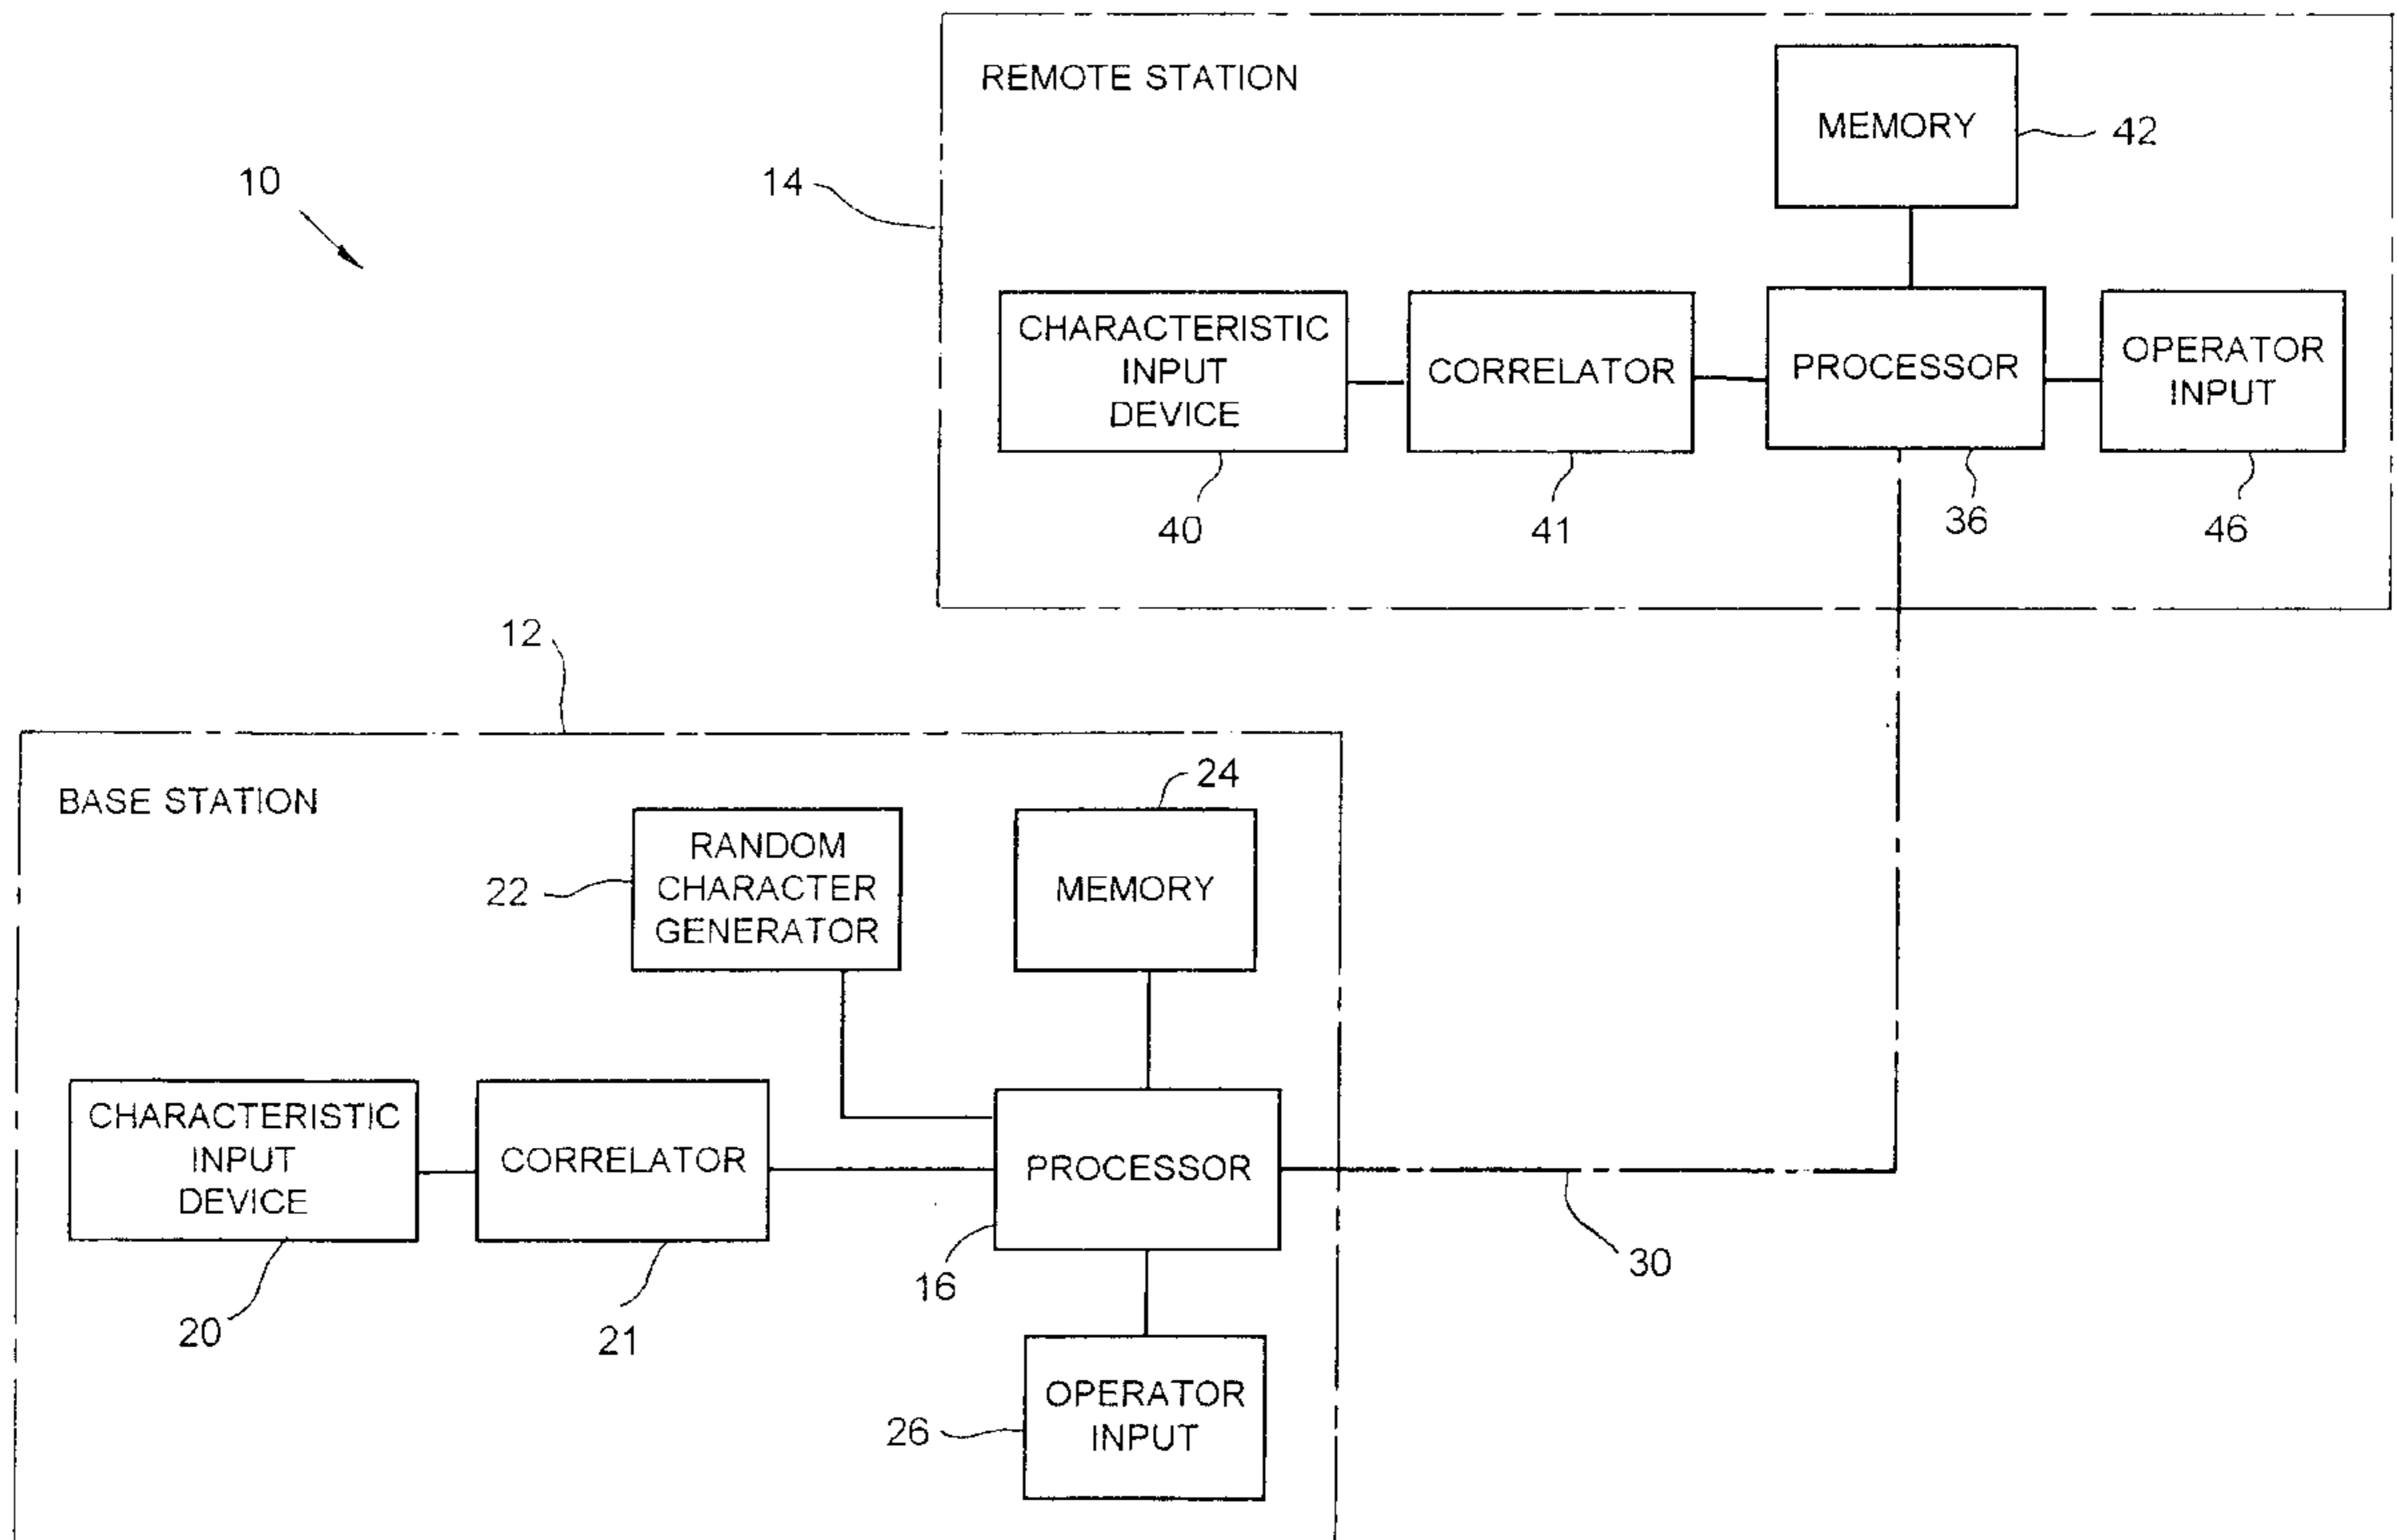 REMOTE STATION
MEMORY
42
10
14
CHARACTERISTIC
INPUT
DEVICE
CORRELATOR
PROCESSOR
OPERATOR
INPUT
40
41
36
46
12
BASE STATION
24
22
RANDOM
CHARACTER
GENERATOR
MEMORY
CHARACTERISTIC
INPUT
DEVICE
CORRELATOR
PROCESSOR
20
21
16
30
26
OPERATOR
INPUT